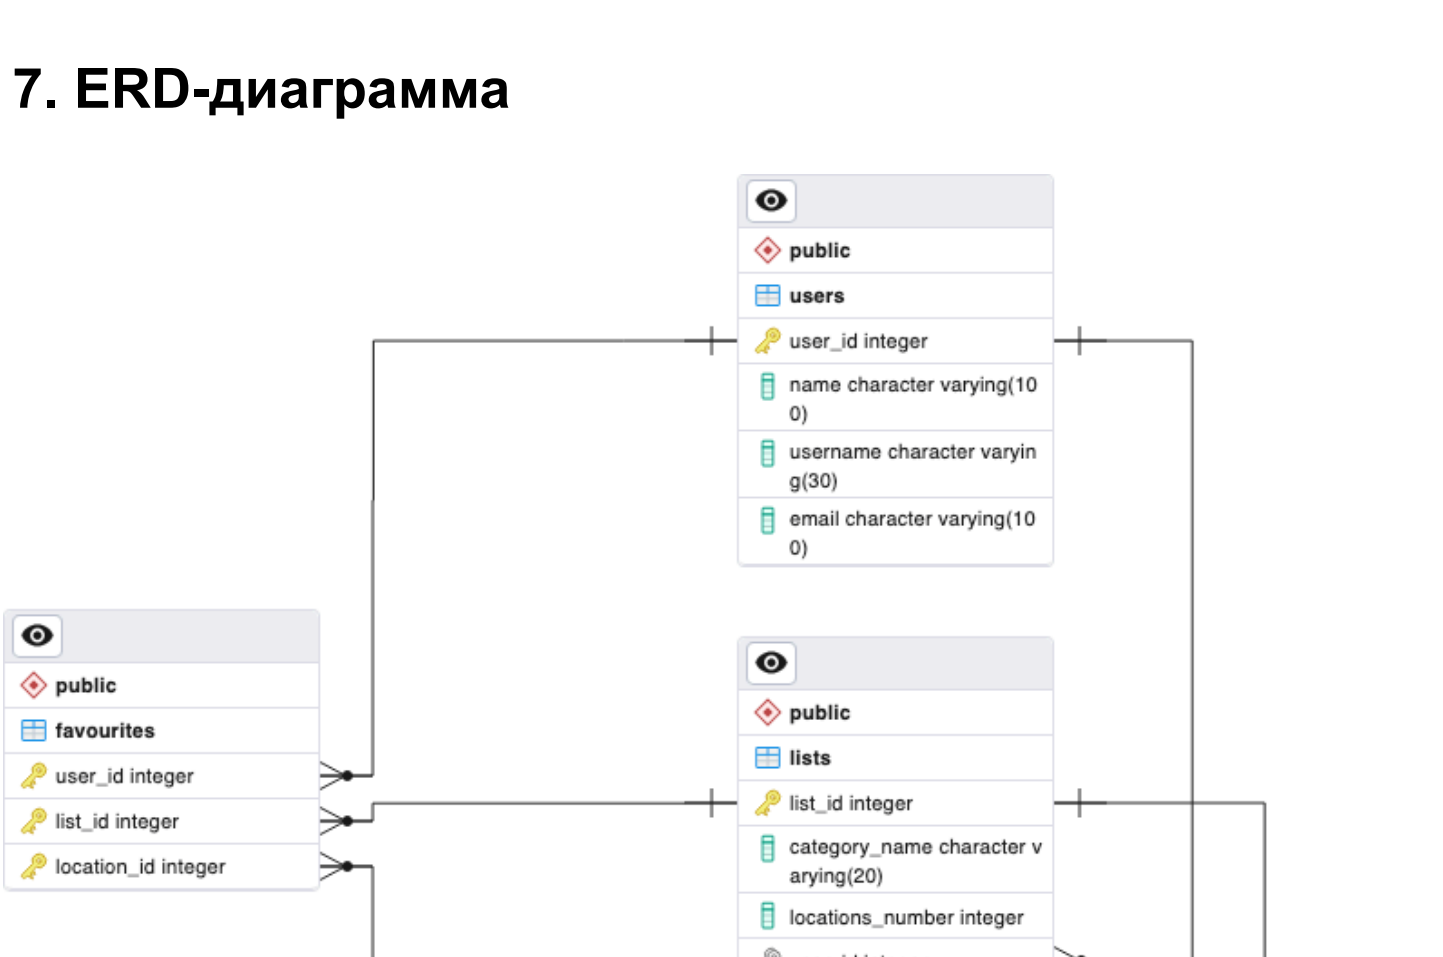 7. ERD-диаграмма
public
users
user_id integer
name character varying(10
0)
username character varyin
g(30)
email character varying(10
0)
public
favourites
user_id integer
list_id integer
location_id integer
public
lists
list_id integer
category_name character v
arying(20)
locations_number integer